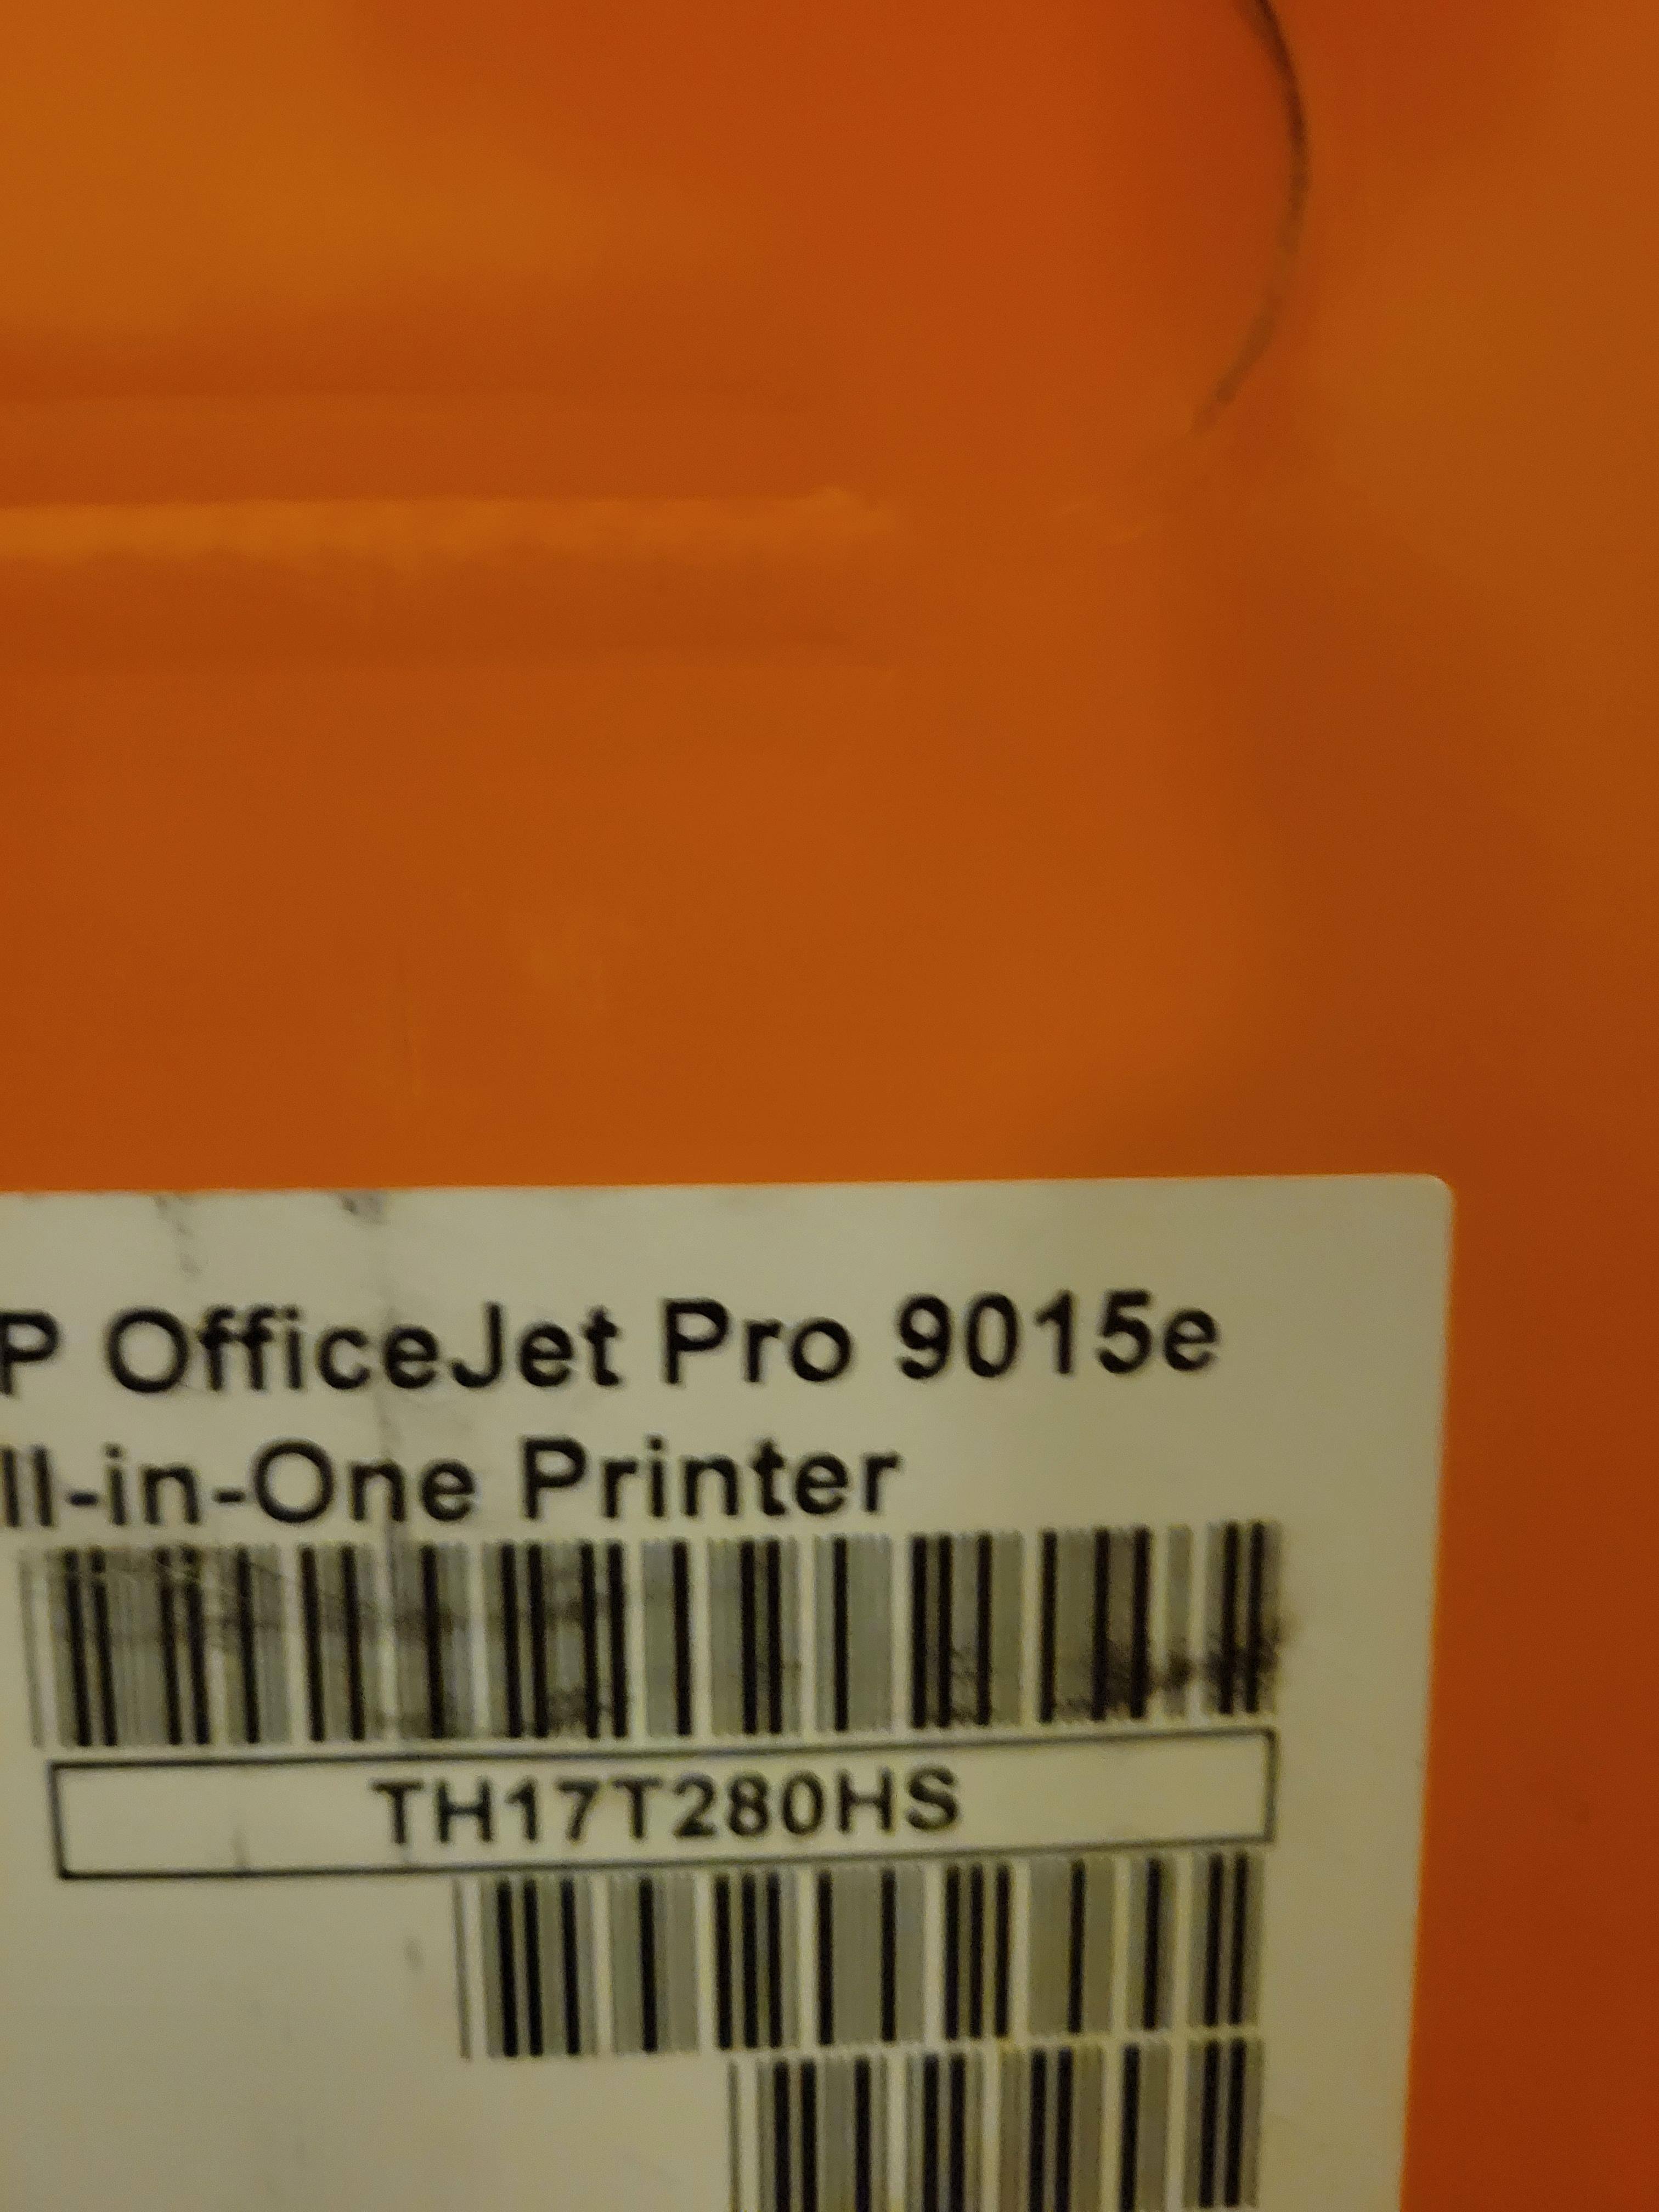 P OfficeJet Pro 9015e
ll-in-One Printer
TH17T280HS